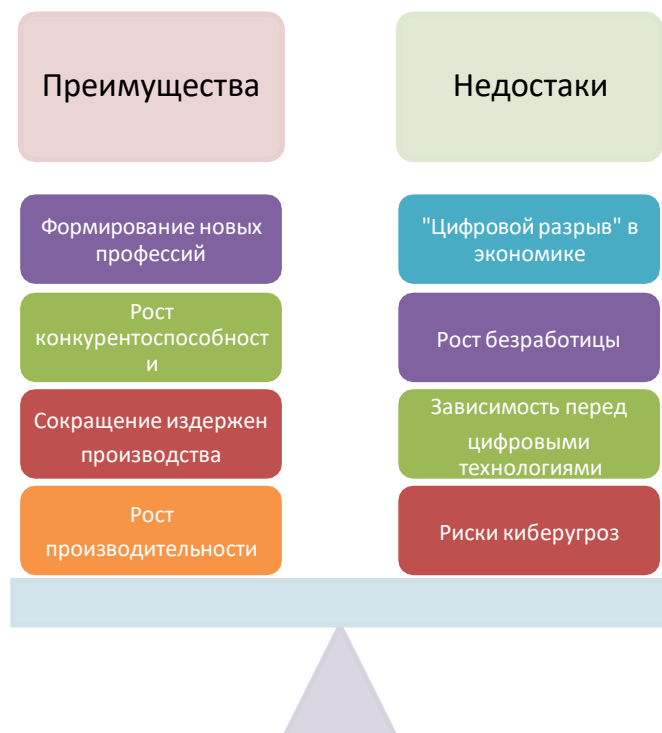 Преимущества
Недостаки
Формирование новых
профессий
Рост
конкурентоспособност
и
Сокращение издержен
производства
Рост
производительности
"Цифровой разрыв" в
экономике
Рост безработицы
Зависимость перед
цифровыми
технологиями
Риски киберугроз